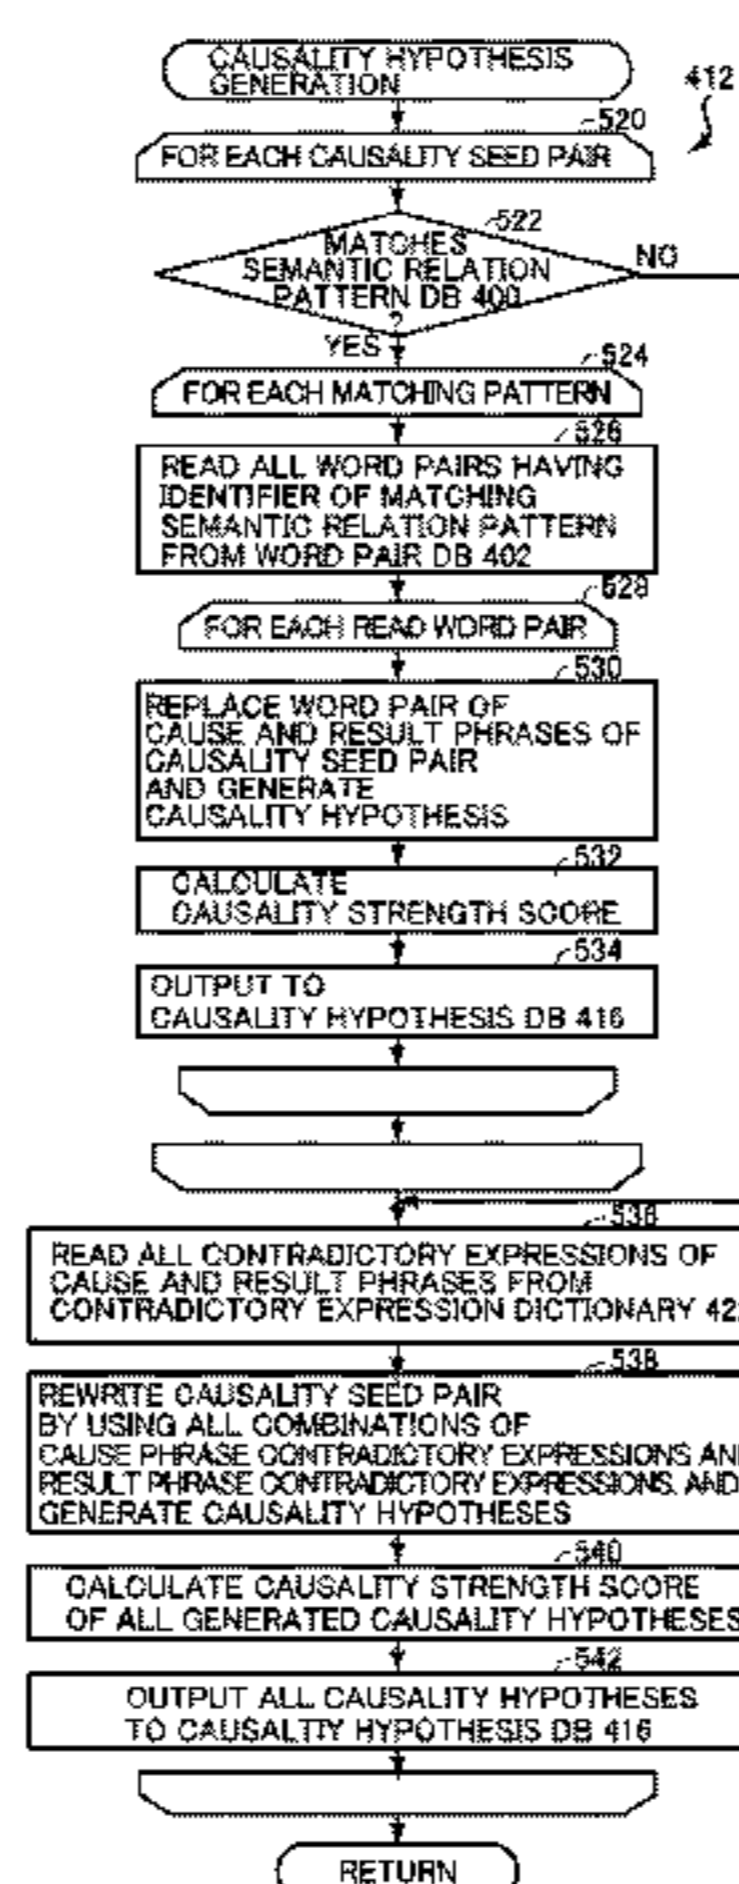 CAUSALITY HYPOTHESIS
GENERATION
412
520
FOR EACH CAUSALITY SEED PAIR
522
MATCHES
SEMANTIC RELATION
PATTERN DB 400
?
NO
YES
524
FOR EACH MATCHING PATTERN
526
READ ALL WORD PAIRS HAVING
IDENTIFIER OF MATCHING
SEMANTIC RELATION PATTERN
FROM WORD PAIR DB 402
528
FOR EACH READ WORD PAIR
530
REPLACE WORD PAIR OF
CAUSE AND RESULT PHRASES OF
CAUSALITY SEED PAIR
AND GENERATE
CAUSALITY HYPOTHESIS
532
CALCULATE
CAUSALITY STRENGTH SCORE
534
OUTPUT TO
CAUSALITY HYPOTHESIS DB 416
536
READ ALL CONTRADICTORY EXPRESSIONS OF
CAUSE AND RESULT PHRASES FROM
CONTRADICTORY EXPRESSION DICTIONARY
538
REWRITE CAUSALITY SEED PAIR
BY USING ALL COMBINATIONS OF
CAUSE PHRASE CONTRADICTORY EXPRESSIONS AND
RESULT PHRASE CONTRADICTORY EXPRESSIONS, AND
GENERATE CAUSALITY HYPOTHESES
540
CALCULATE CAUSALITY STRENGTH SCORE
OF ALL GENERATED CAUSALITY HYPOTHESES
542
OUTPUT ALL CAUSALITY HYPOTHESES
TO CAUSALTIY HYPOTHESIS DB 416
RETURN